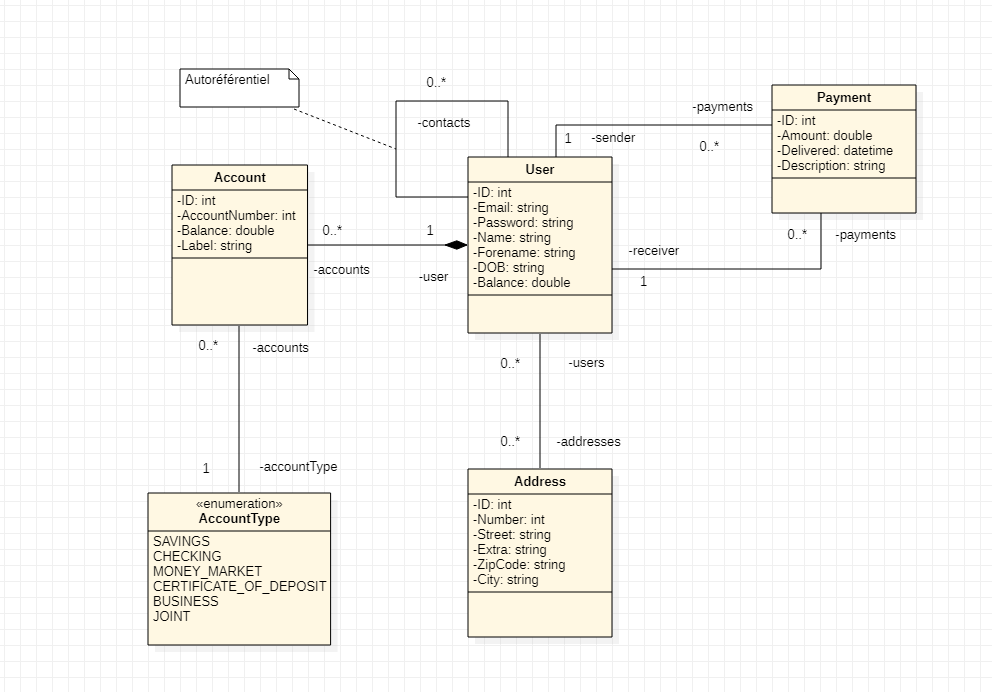 Autoréférentiel
0..*
-contacts
-payments
1
-sender
0..*
Payment
-ID: int
-Amount: double
-Delivered: datetime
-Description: string
0..*
-payments
Account
-ID: int
-AccountNumber: int
-Balance: double
-Label: string
0..*
1
-accounts
-user
User
-ID: int
-Email: string
-Password: string
-Name: string
-Forename: string
-DOB: string
-Balance: double
-receiver
1
0..*
-accounts
1
-accountType
0..*
-users
0..*
-addresses
«enumeration»
AccountType
SAVINGS
CHECKING
MONEY_MARKET
CERTIFICATE_OF_DEPOSIT
BUSINESS
JOINT
Address
-ID: int
-Number: int
-Street: string
-Extra: string
-ZipCode: string
-City: string